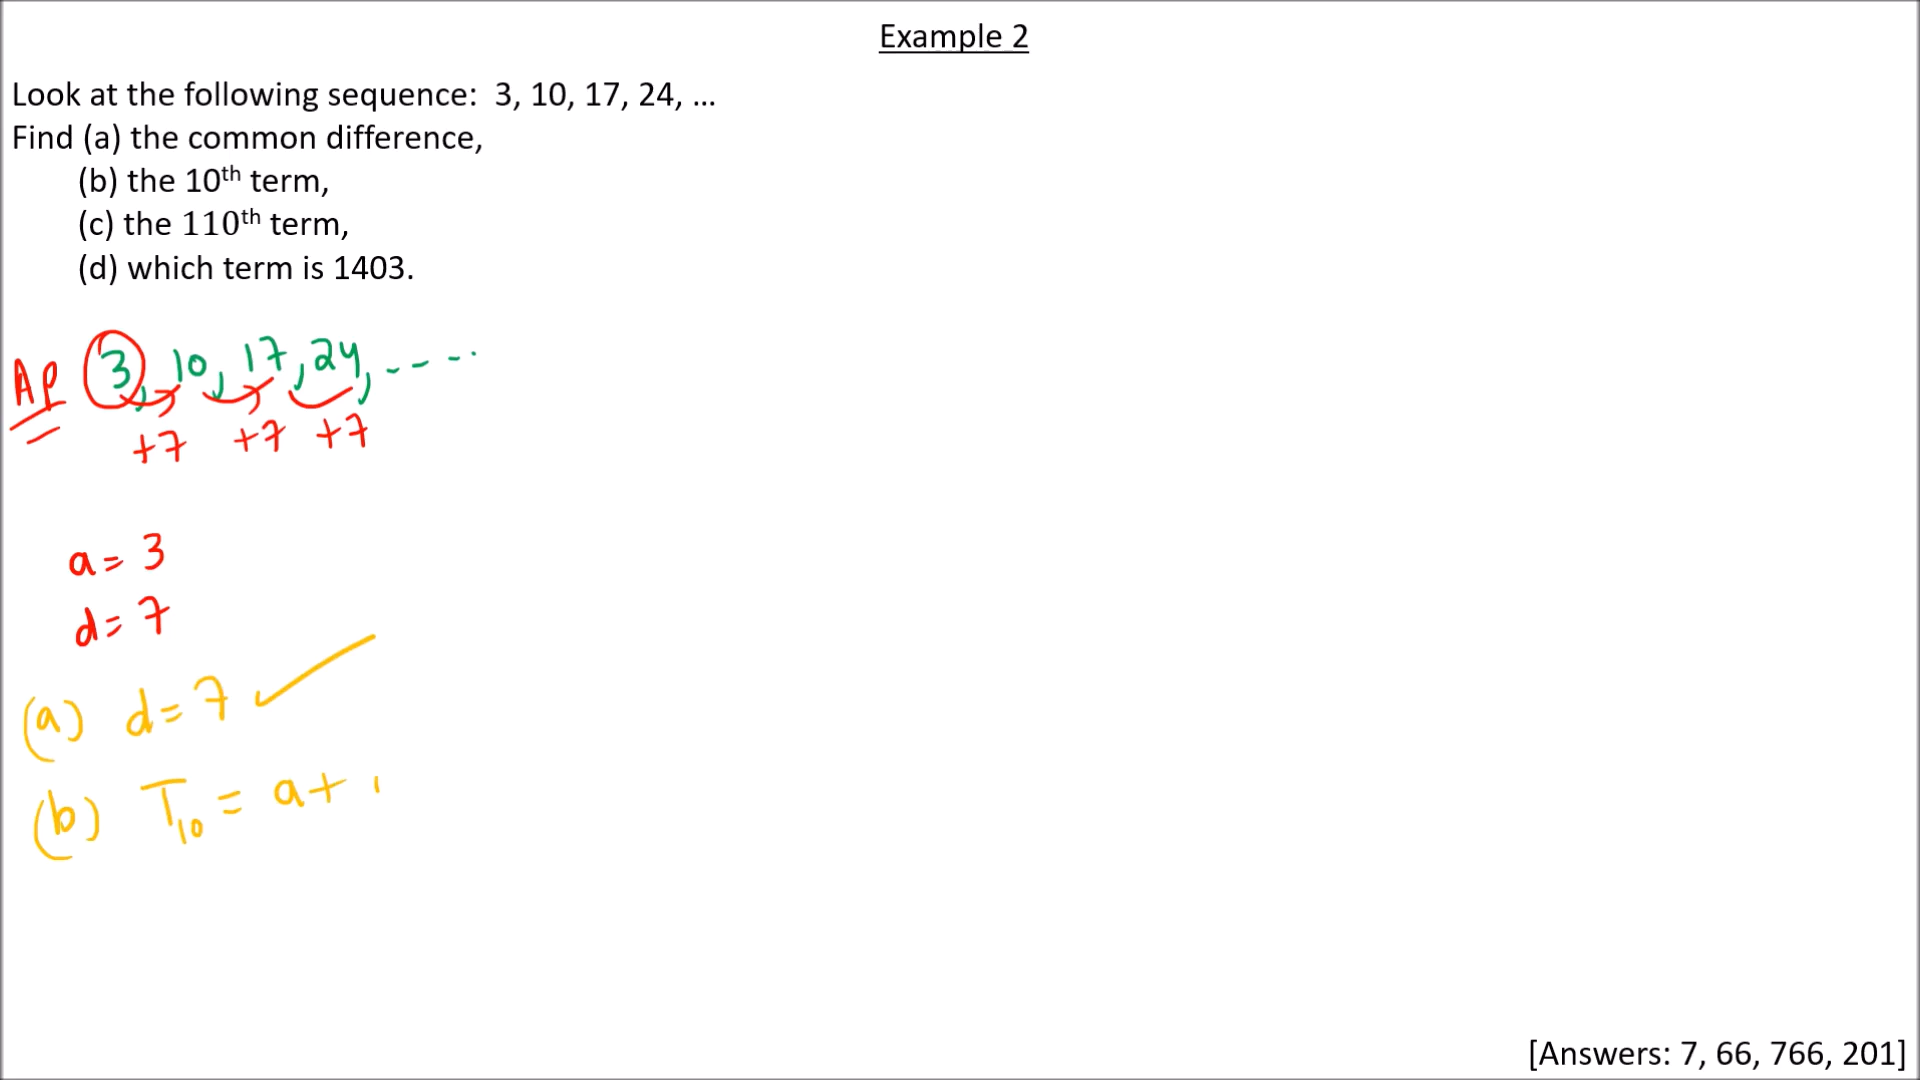 Example 2
Look at the following sequence: 3, 10, 17, 24, ...
Find (a) the common difference,
(b) the 10th term,
(c) the 110th term,
(d) which term is 1403.
AP 3, 10, 17, 24, ----
+7 +7 +7
a = 3
d = 7
(a) d = 7
(b) T10 = a +
[Answers: 7, 66, 766, 201]